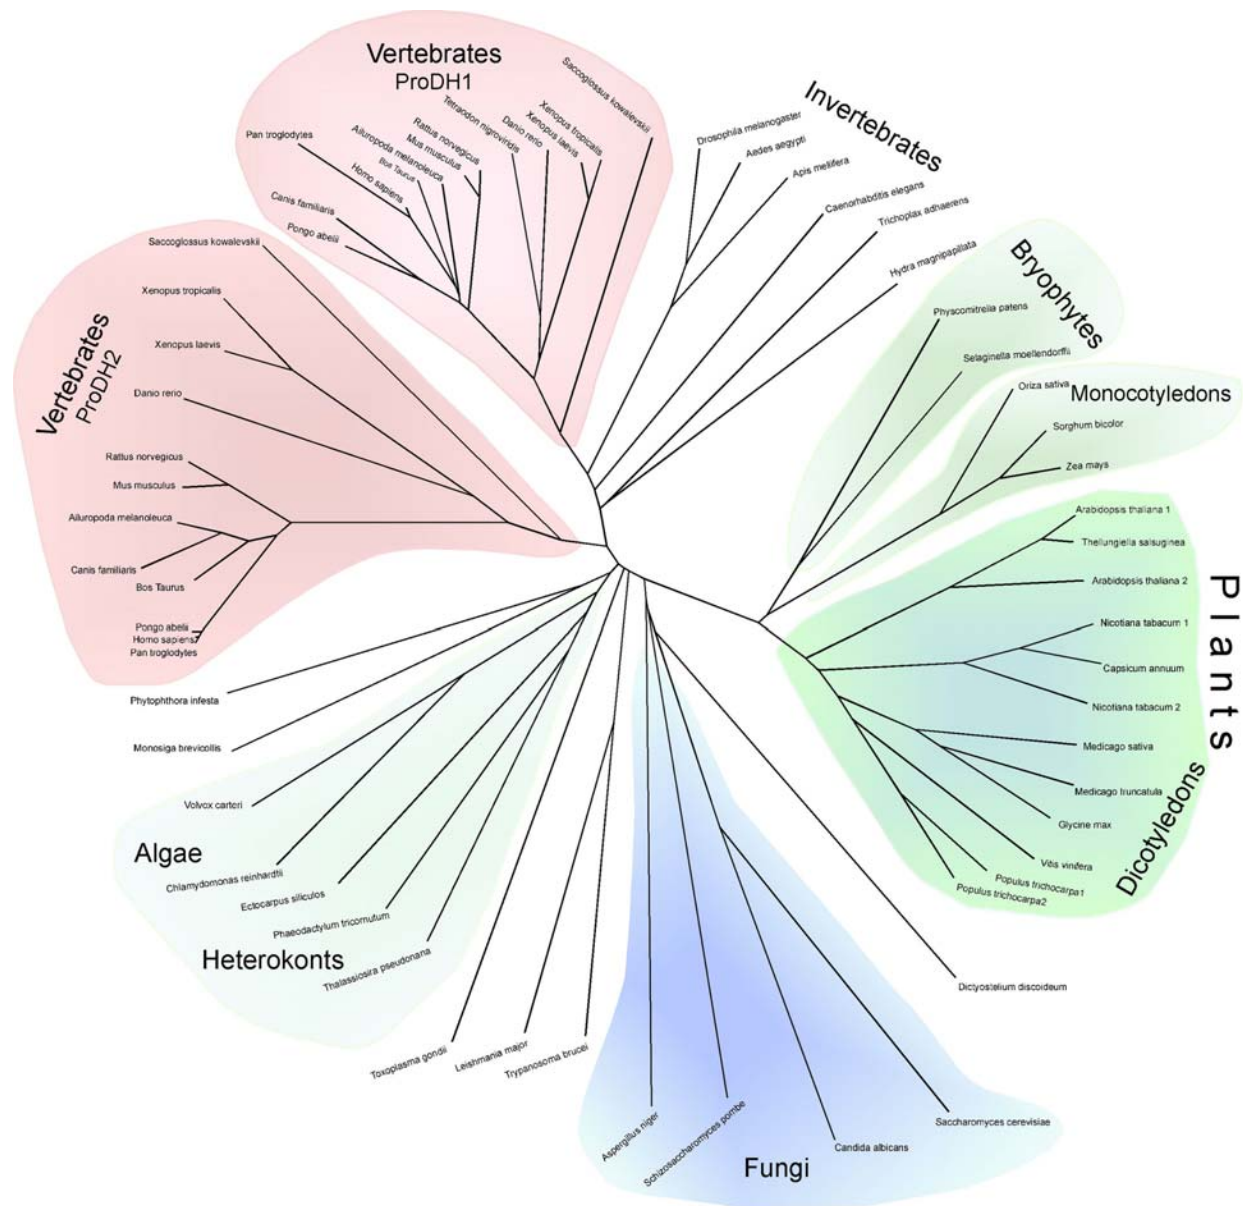 Vertebrates
ProDH1
Pan troglodytes
Canis familiaris
Pongo abelii
Homo sapiens
Bos Taurus
Ailuropoda melanoleuca
Mus musculus
Rattus norvegicus
Tetraodon nigroviridis
Danio rerio
Xenopus laevis
Xenopus tropicalis
Saccoglossus kowalevskii
Invertebrates
Drosophila melanogaster
Aedes aegypti
Apis mellifera
Caenorhabditis elegans
Trichoplax adhaerens
Hydra magnipapillata
Bryophytes
Physcomitrella patens
Selaginella moellendorffii
Monocotyledons
Oriza sativa
Sorghum bicolor
Zea mays
Plants
Dicotyledons
Arabidopsis thaliana 1
Thellungiella salsuginea
Arabidopsis thaliana 2
Nicotiana tabacum 1
Capsicum annuum
Nicotiana tabacum 2
Medicago sativa
Medicago truncatula
Glycine max
Vitis vinifera
Populus trichocarpa1
Populus trichocarpa2
Dictyostelium discoideum
Fungi
Saccharomyces cerevisiae
Candida albicans
Schizosaccharomyces pombe
Aspergillus niger
Trypanosoma brucei
Leishmania major
Toxoplasma gondii
Heterokonts
Thalassiosira pseudonana
Phaeodactylum tricornutum
Ectocarpus siliculos
Algae
Chlamydomonas reinhardtii
Volvox carteri
Monosiga brevicollis
Phytophthora infesta
Vertebrates
ProDH2
Saccoglossus kowalevskii
Xenopus tropicalis
Xenopus laevis
Danio rerio
Rattus norvegicus
Mus musculus
Ailuropoda melanoleuca
Canis familiaris
Bos Taurus
Pongo abelii
Homo sapiens
Pan troglodytes